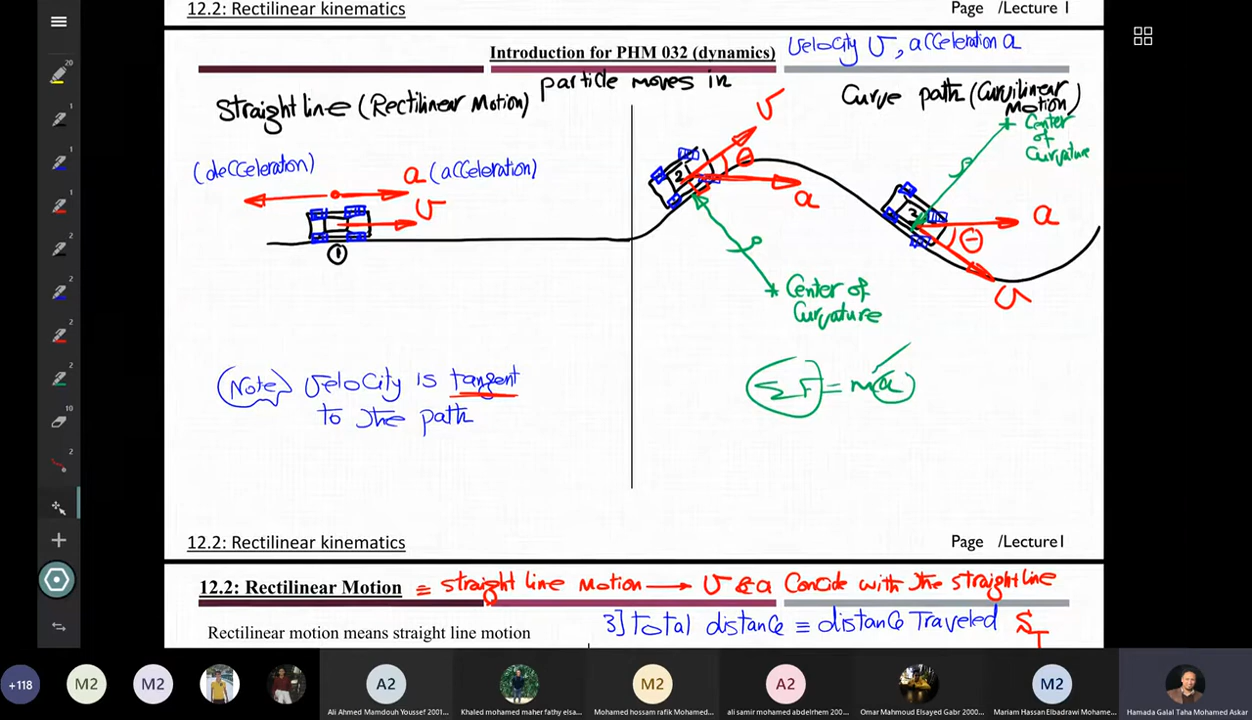 12.2: Rectilinear kinematics
Page /Lecture 1
Introduction for PHM 032 (dynamics)
Velocity v, acceleration a
particle moves in
Straight line (Rectilinear Motion)
Curve path (Curvilinear Motion)
(decceleration)
a (acceleration)
v
1
v
θ
a
2
ρ
Center of
Curvature
Center
of
Curvature
ρ
a
θ
v
ΣF = m(a)
(Note) velocity is tangent
to the path
12.2: Rectilinear kinematics
Page /Lecture1
12.2: Rectilinear Motion ≡ straight line Motion → v & a Concide with the straight line
Rectilinear motion means straight line motion
3] total distance ≡ distance Traveled S_T
+118
M2
M2
A2
M2
A2
M2
Ali Ahmed Mamdouh Youssef 2001...
Khaled mohamed maher fathy elsa...
Mohamed hossam rafik Mohamed...
ali samir mohamed abdelrhem 200...
Omar Mahmoud Elsayed Gabr 2000...
Mariam Hassan Elbadrawi Mohame...
Hamada Galal Taha Mohamed Askar